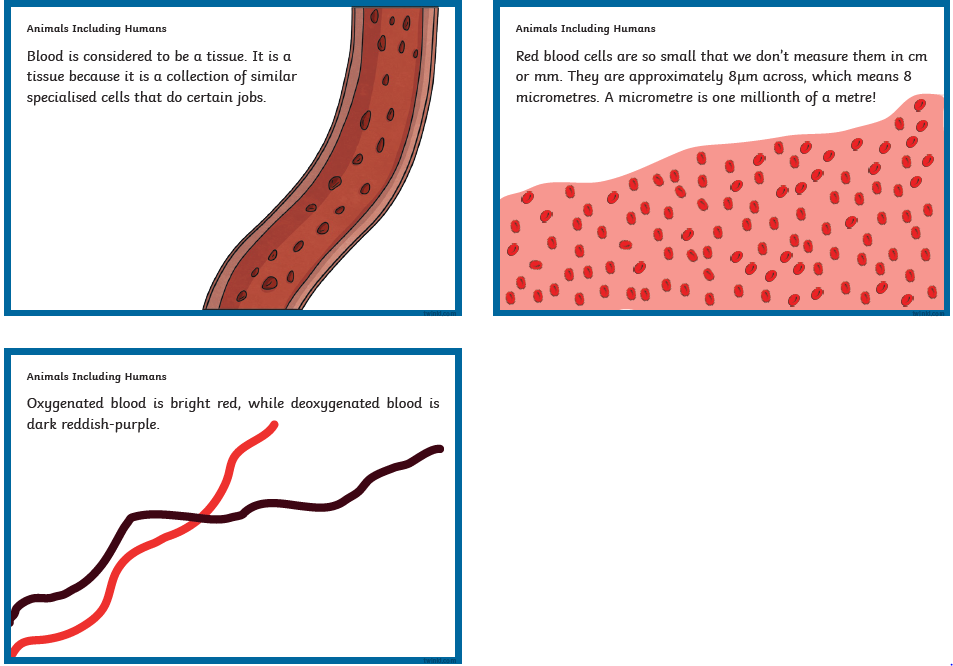 Animals Including Humans
Blood is considered to be a tissue. It is a
tissue because it is a collection of similar
specialised cells that do certain jobs.
Animals Including Humans
Red blood cells are so small that we don't measure them in cm
or mm. They are approximately 8μm across, which means 8
micrometres. A micrometre is one millionth of a metre!
Animals Including Humans
Oxygenated blood is bright red, while deoxygenated blood is
dark reddish-purple.